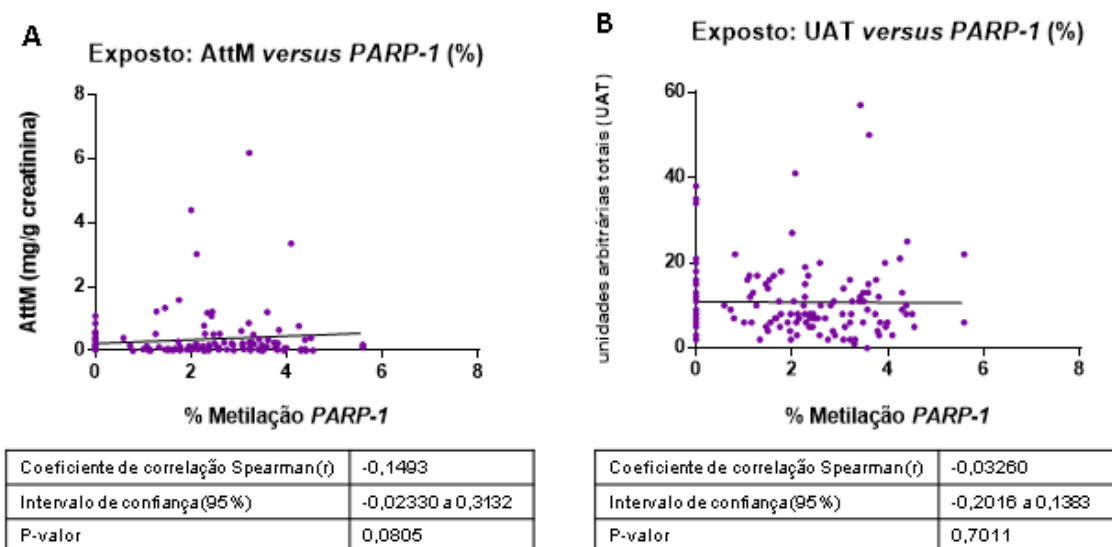 A
Exposto: AttM versus PARP-1 (%)
AttM (mg/g creatinina)
8
6
4
2
0
0 2 4 6 8
% Metilação PARP-1
Coeficiente de correlação Spearman(r) -0,1493
Intervalo de confiança(95%) -0,02330 a 0,3132
P-valor 0,0805
B
Exposto: UAT versus PARP-1 (%)
unidades arbitrárias totais (UAT)
60
40
20
0
0 2 4 6 8
% Metilação PARP-1
Coeficiente de correlação Spearman(r) -0,03260
Intervalo de confiança(95%) -0,2016 a 0,1383
P-valor 0,7011